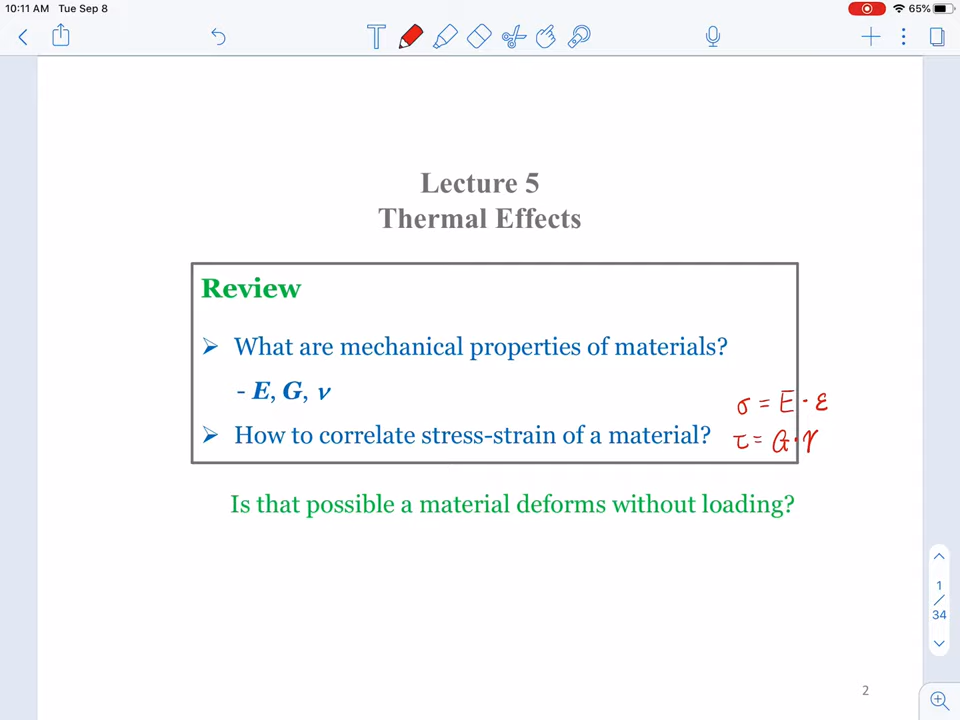 10:11 AM Tue Sep 8
65%
Lecture 5
Thermal Effects
Review
➢ What are mechanical properties of materials?
- E, G, ν
σ = E · ε
➢ How to correlate stress-strain of a material?
τ = G · γ
Is that possible a material deforms without loading?
1
/
34
2